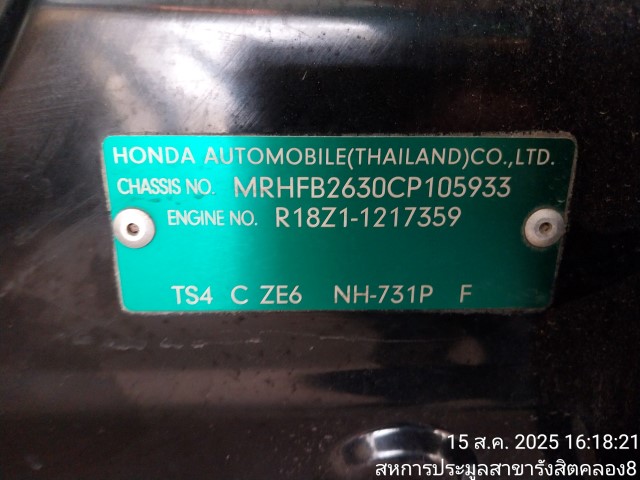 HONDA AUTOMOBILE(THAILAND)CO.,LTD.
CHASSIS NO. MRHFB2630CP105933
ENGINE NO. R18Z1-1217359
TS4 C ZE6 NH-731P F
15 ส.ค. 2025 16:18:21
สหการประมูลสาขารังสิตคลอง8